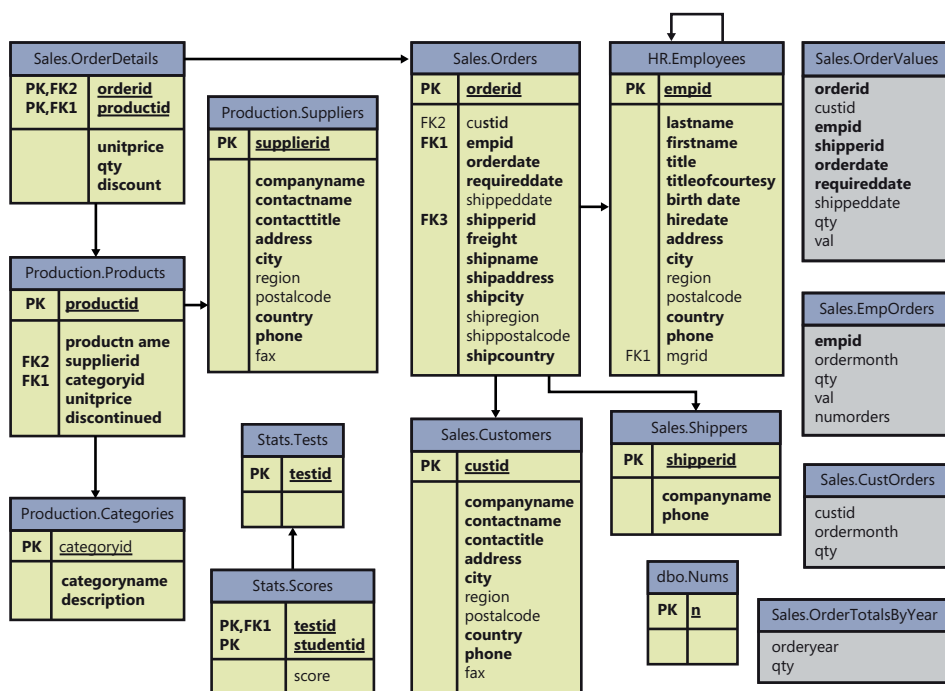 Sales.OrderDetails
PK,FK2 orderid
PK,FK1 productid
unitprice
qty
discount
Production.Suppliers
PK supplierid
companyname
contactname
contacttitle
address
city
region
postalcode
country
phone
fax
Production.Products
PK productid
productn ame
FK2 supplierid
FK1 categoryid
unitprice
discontinued
Production.Categories
PK categoryid
categoryname
description
Stats.Tests
PK testid
Stats.Scores
PK,FK1 testid
PK studentid
score
Sales.Orders
PK orderid
FK2 custid
FK1 empid
orderdate
requireddate
shippeddate
FK3 shipperid
freight
shipname
shipaddress
shipcity
shipregion
shippostalcode
shipcountry
Sales.Customers
PK custid
companyname
contactname
contactitle
address
city
region
postalcode
country
phone
fax
HR.Employees
PK empid
lastname
firstname
title
titleofcourtesy
birth date
hiredate
address
city
region
postalcode
country
phone
FK1 mgrid
Sales.Shippers
PK shipperid
companyname
phone
dbo.Nums
PK n
Sales.OrderValues
orderid
custid
empid
shipperid
orderdate
requireddate
shippeddate
qty
val
Sales.EmpOrders
empid
ordermonth
qty
val
numorders
Sales.CustOrders
custid
ordermonth
qty
Sales.OrderTotalsByYear
orderyear
qty